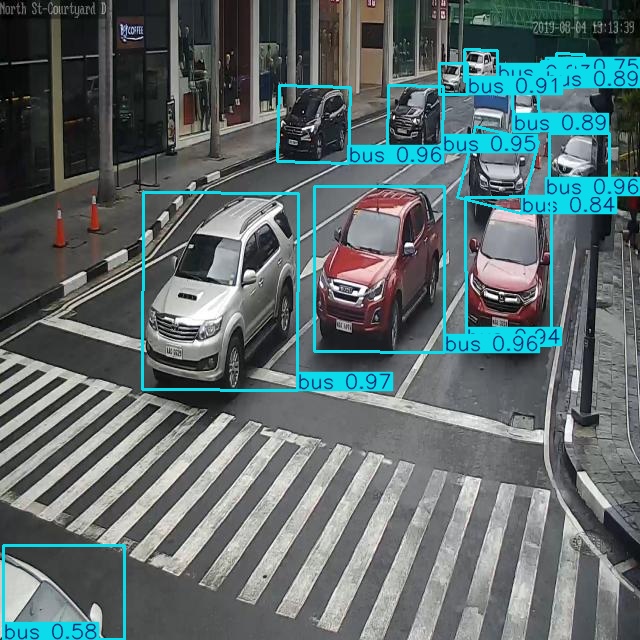 North St-Courtyard D
2019-08-04 13:13:39
COFFEE
bus 0.91
0.75
bus 0.89
bus 0.89
bus 0.95
bus 0.96
bus 0.96
bus 0.84
bus 0.96
bus 0.97
bus 0.58